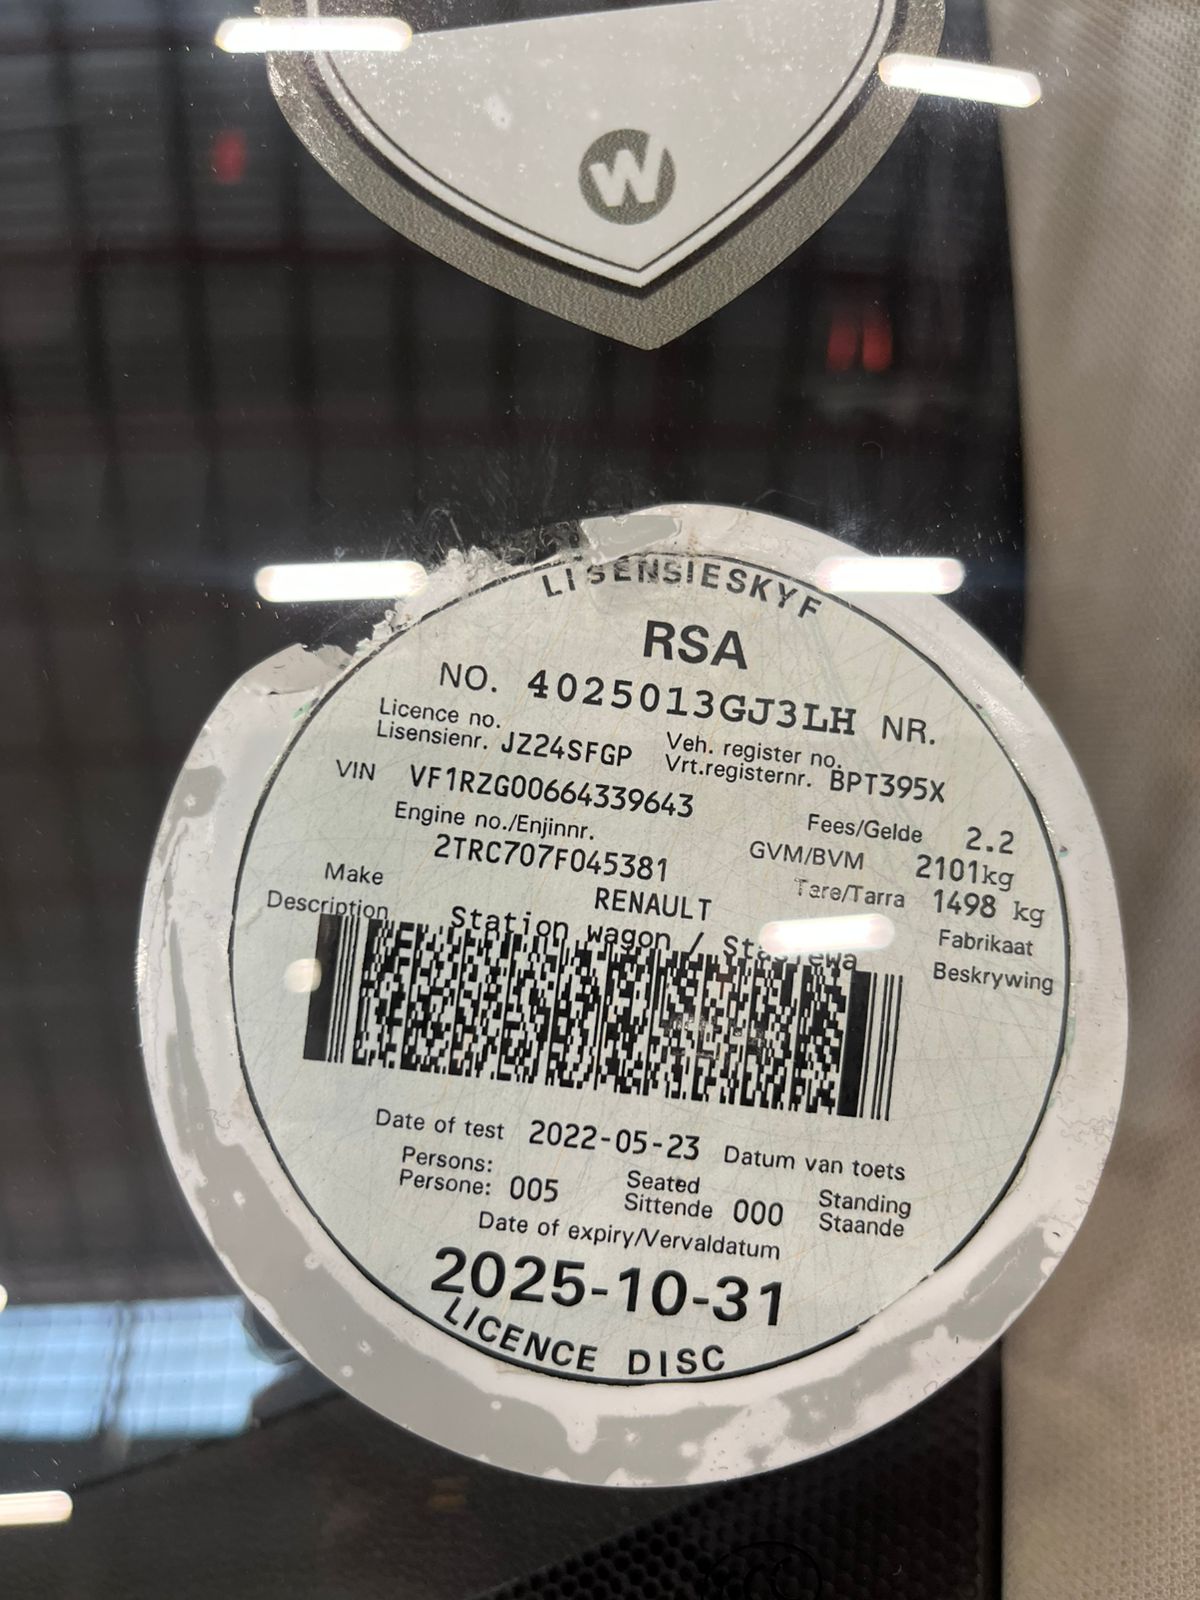 W
LISENSIESKYF
RSA
NO. 4025013GJ3LH NR.
Licence no. Veh. register no.
Lisensienr. JZ24SFGP Vrt.registernr. BPT395X
VIN VF1RZG00664339643
Fees/Gelde 2.2
Engine no./Enjinnr. GVM/BVM 2101kg
2TRC707F045381 Tare/Tarra 1498 kg
Make RENAULT Fabrikaat
Description Station wagon / Beskrywing
Date of test 2022-05-23 Datum van toets
Persons: Seated Standing
Persone: 005 Sittende 000 Staande
Date of expiry/Vervaldatum
2025-10-31
LICENCE DISC